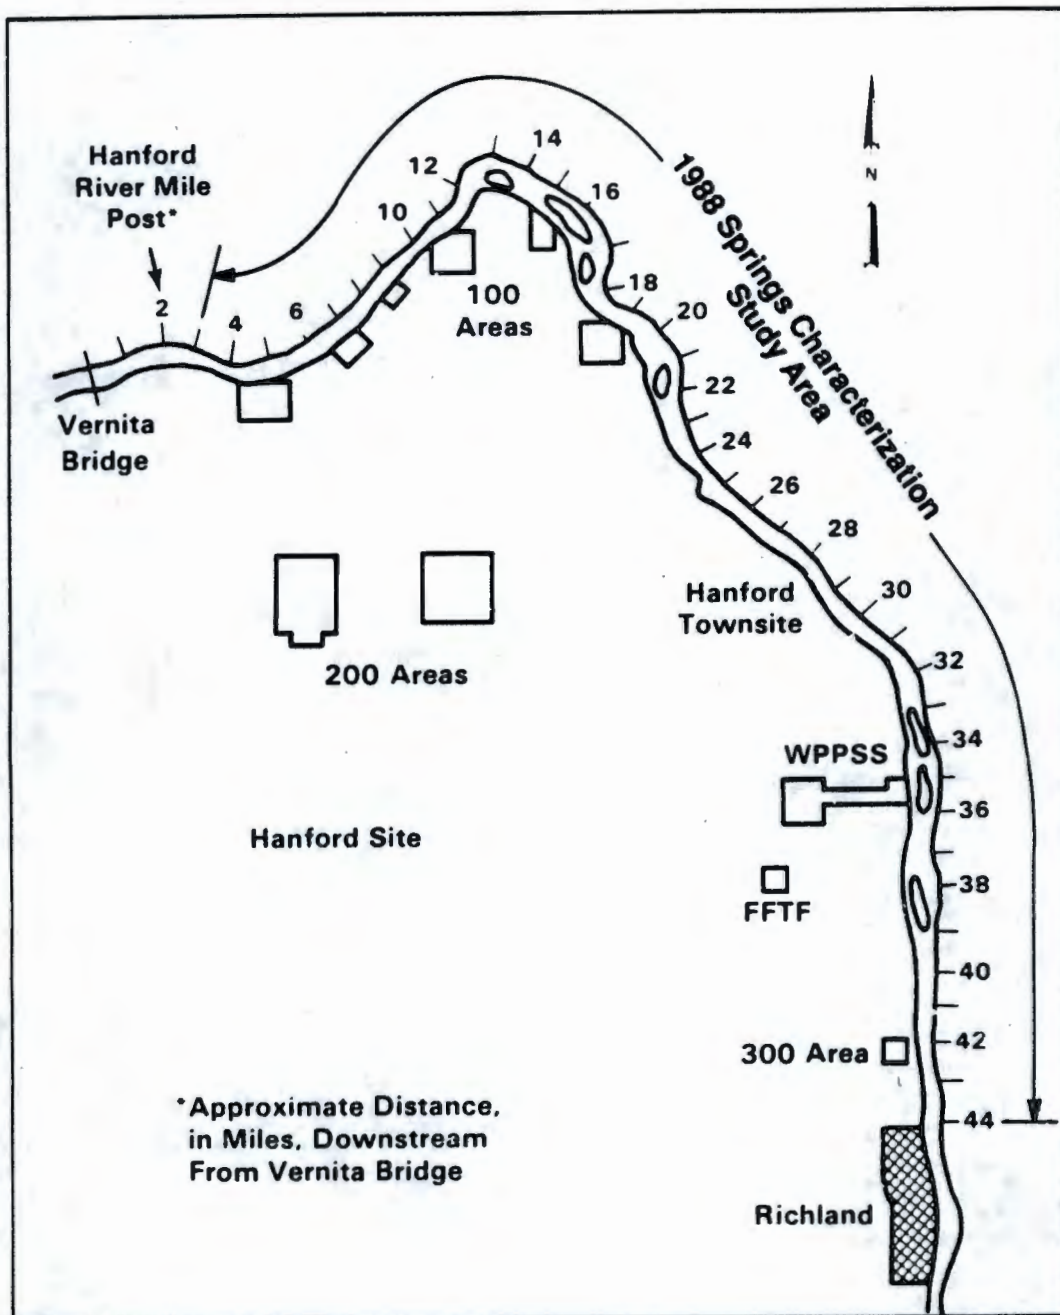 Hanford
River Mile
Post*
2
4
6
10
12
14
16
18
20
22
24
26
28
30
32
34
36
38
40
42
44
1988 Springs Characterization
Study Area
N
100
Areas
Vernita
Bridge
200 Areas
Hanford
Townsite
WPPSS
Hanford Site
FFTF
300 Area
*Approximate Distance,
in Miles, Downstream
From Vernita Bridge
Richland